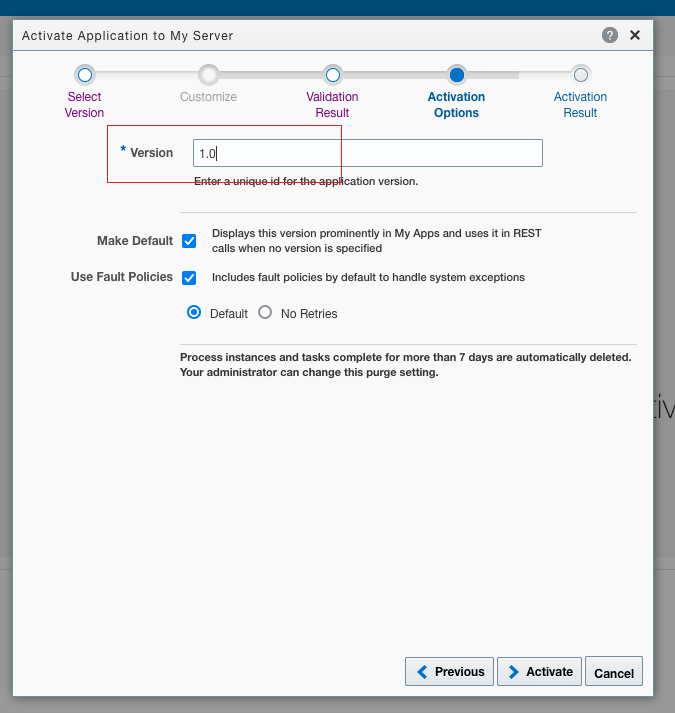 Activate Application to My Server
?
Select Version
Customize
Validation Result
Activation Options
Activation Result
* Version
1.0
Enter a unique id for the application version.
Make Default
Displays this version prominently in My Apps and uses it in REST
calls when no version is specified
Use Fault Policies
Includes fault policies by default to handle system exceptions
Default
No Retries
Process instances and tasks complete for more than 7 days are automatically deleted.
Your administrator can change this purge setting.
tiv
Previous
Activate
Cancel